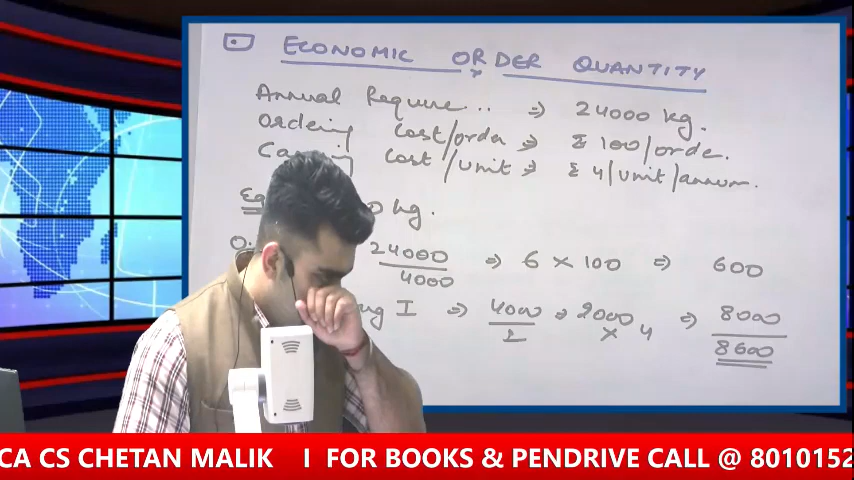 ECONOMIC ORDER QUANTITY
Annual Require... ⇒ 24000 kg.
Ordering Cost/order ⇒ ₹ 100/order.
Cost/unit ⇒ ₹ 4/unit/annum.
0 kg.
24000/4000 ⇒ 6 × 100 ⇒ 600
I ⇒ 4000/2 ⇒ 2000 × 4 ⇒ 8000
8600
CA CS CHETAN MALIK I FOR BOOKS & PENDRIVE CALL @ 8010152